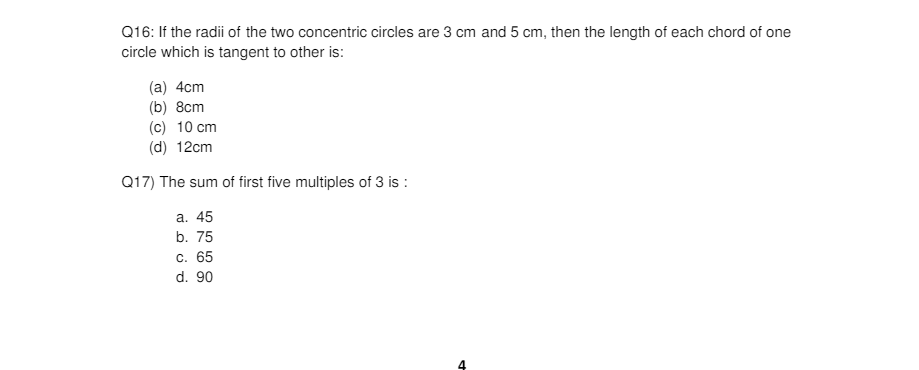 Q16: If the radii of the two concentric circles are 3 cm and 5 cm, then the length of each chord of one
circle which is tangent to other is:
(a) 4cm
(b) 8cm
(c) 10 cm
(d) 12cm
Q17) The sum of first five multiples of 3 is :
a. 45
b. 75
c. 65
d. 90
4